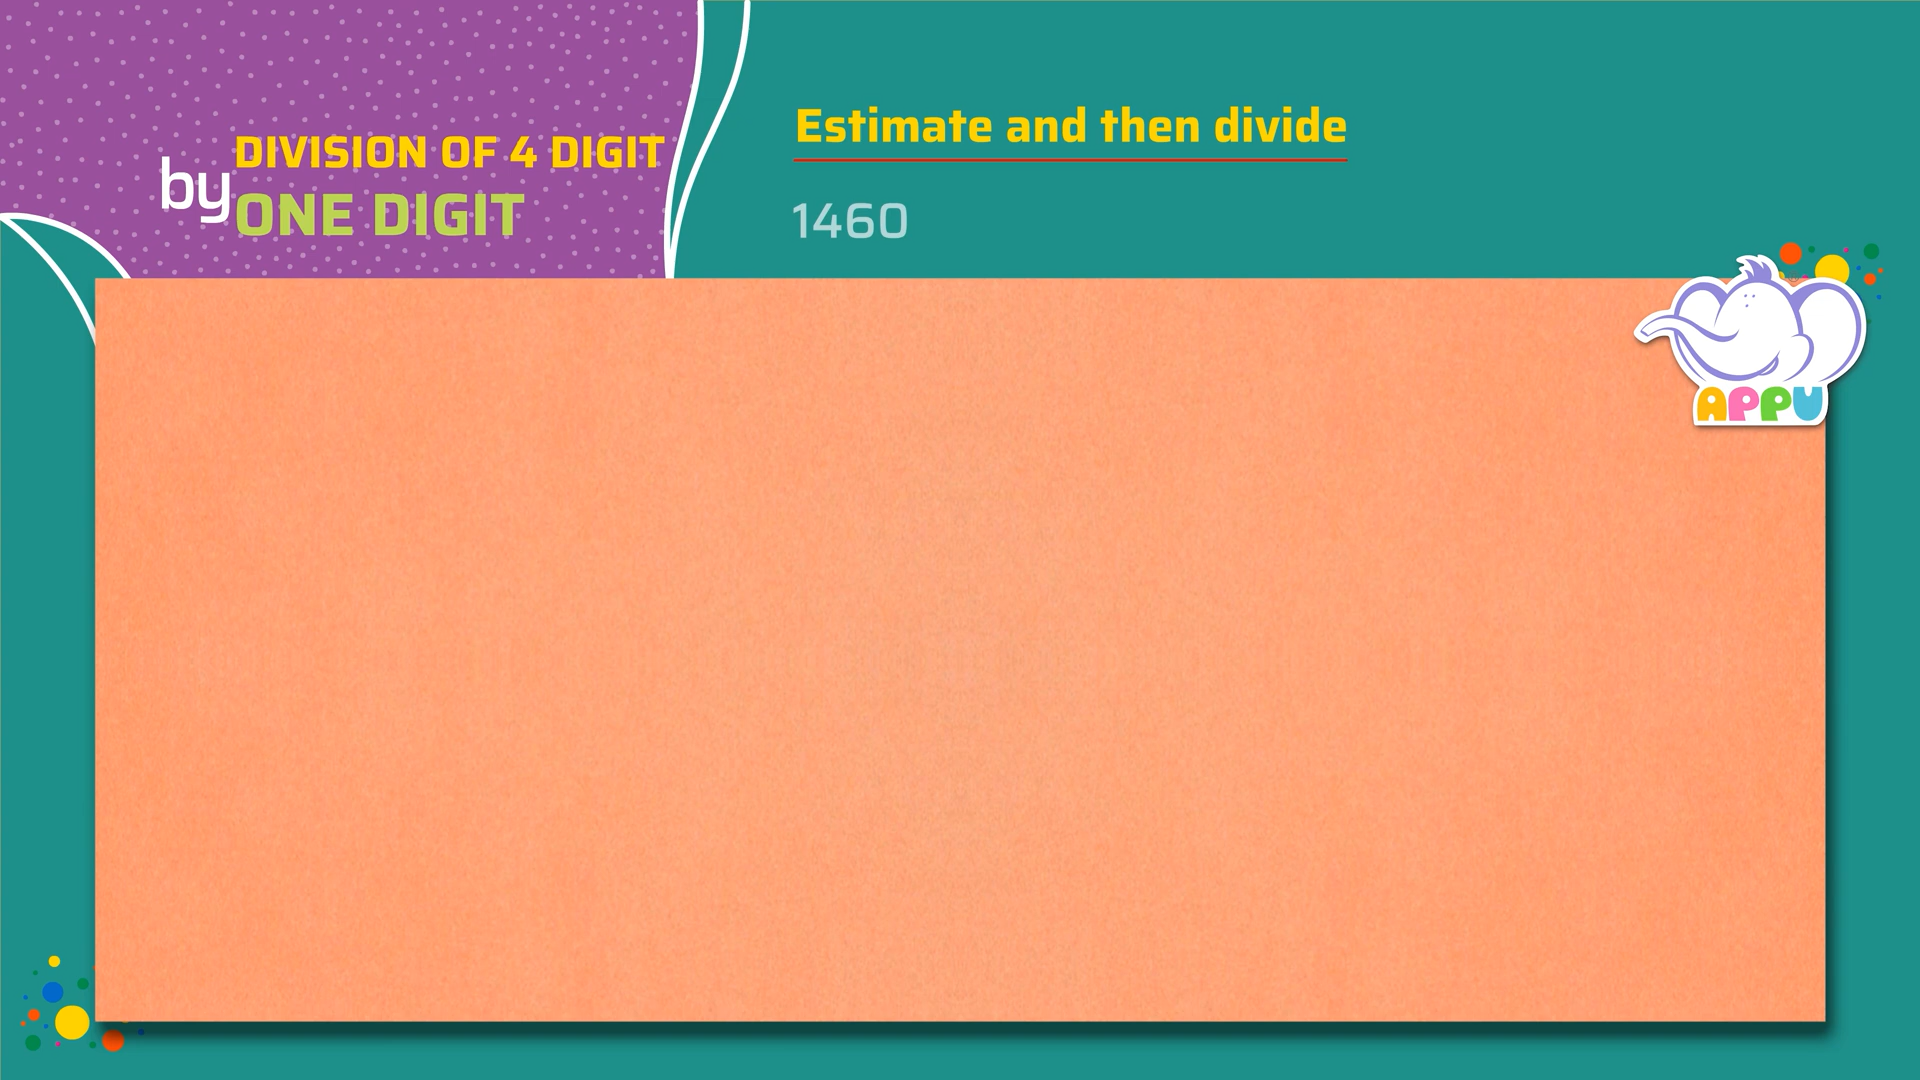 DIVISION OF 4 DIGIT
by ONE DIGIT
Estimate and then divide
1460
APPU